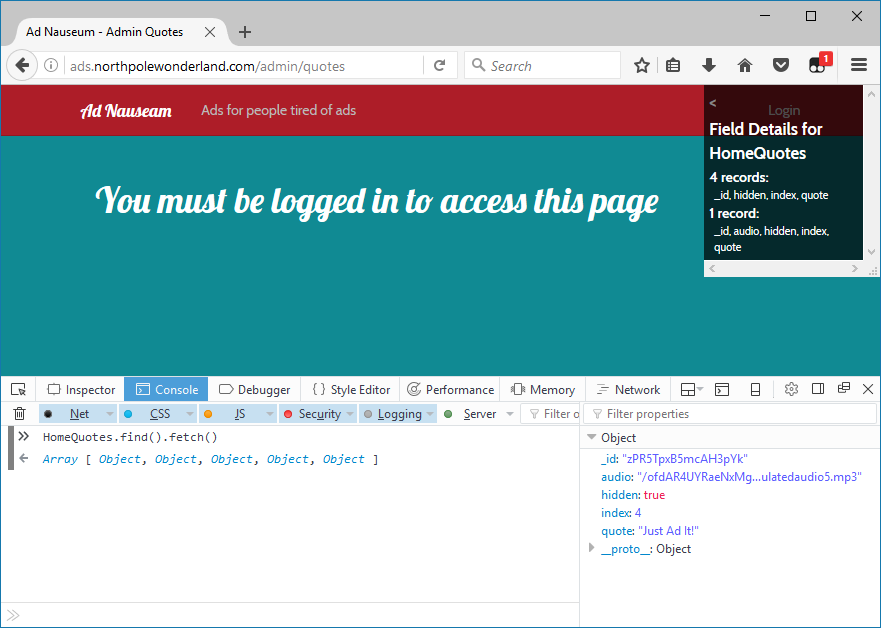 Ad Nauseum - Admin Quotes
ads.northpolewonderland.com/admin/quotes
Search
1
Ad Nauseam Ads for people tired of ads Login
<
Field Details for
HomeQuotes
4 records:
_id, hidden, index, quote
1 record:
_id, audio, hidden, index,
quote
You must be logged in to access this page
Inspector Console Debugger { } Style Editor Performance Memory Network
Net CSS JS Security Logging Server Filter o Filter properties
HomeQuotes.find().fetch()
Array [ Object, Object, Object, Object, Object ]
Object
_id: "zPR5TpxB5mcAH3pYk"
audio: "/ofdAR4UYRaeNxMg...ulatedaudio5.mp3"
hidden: true
index: 4
quote: "Just Ad It!"
__proto__: Object